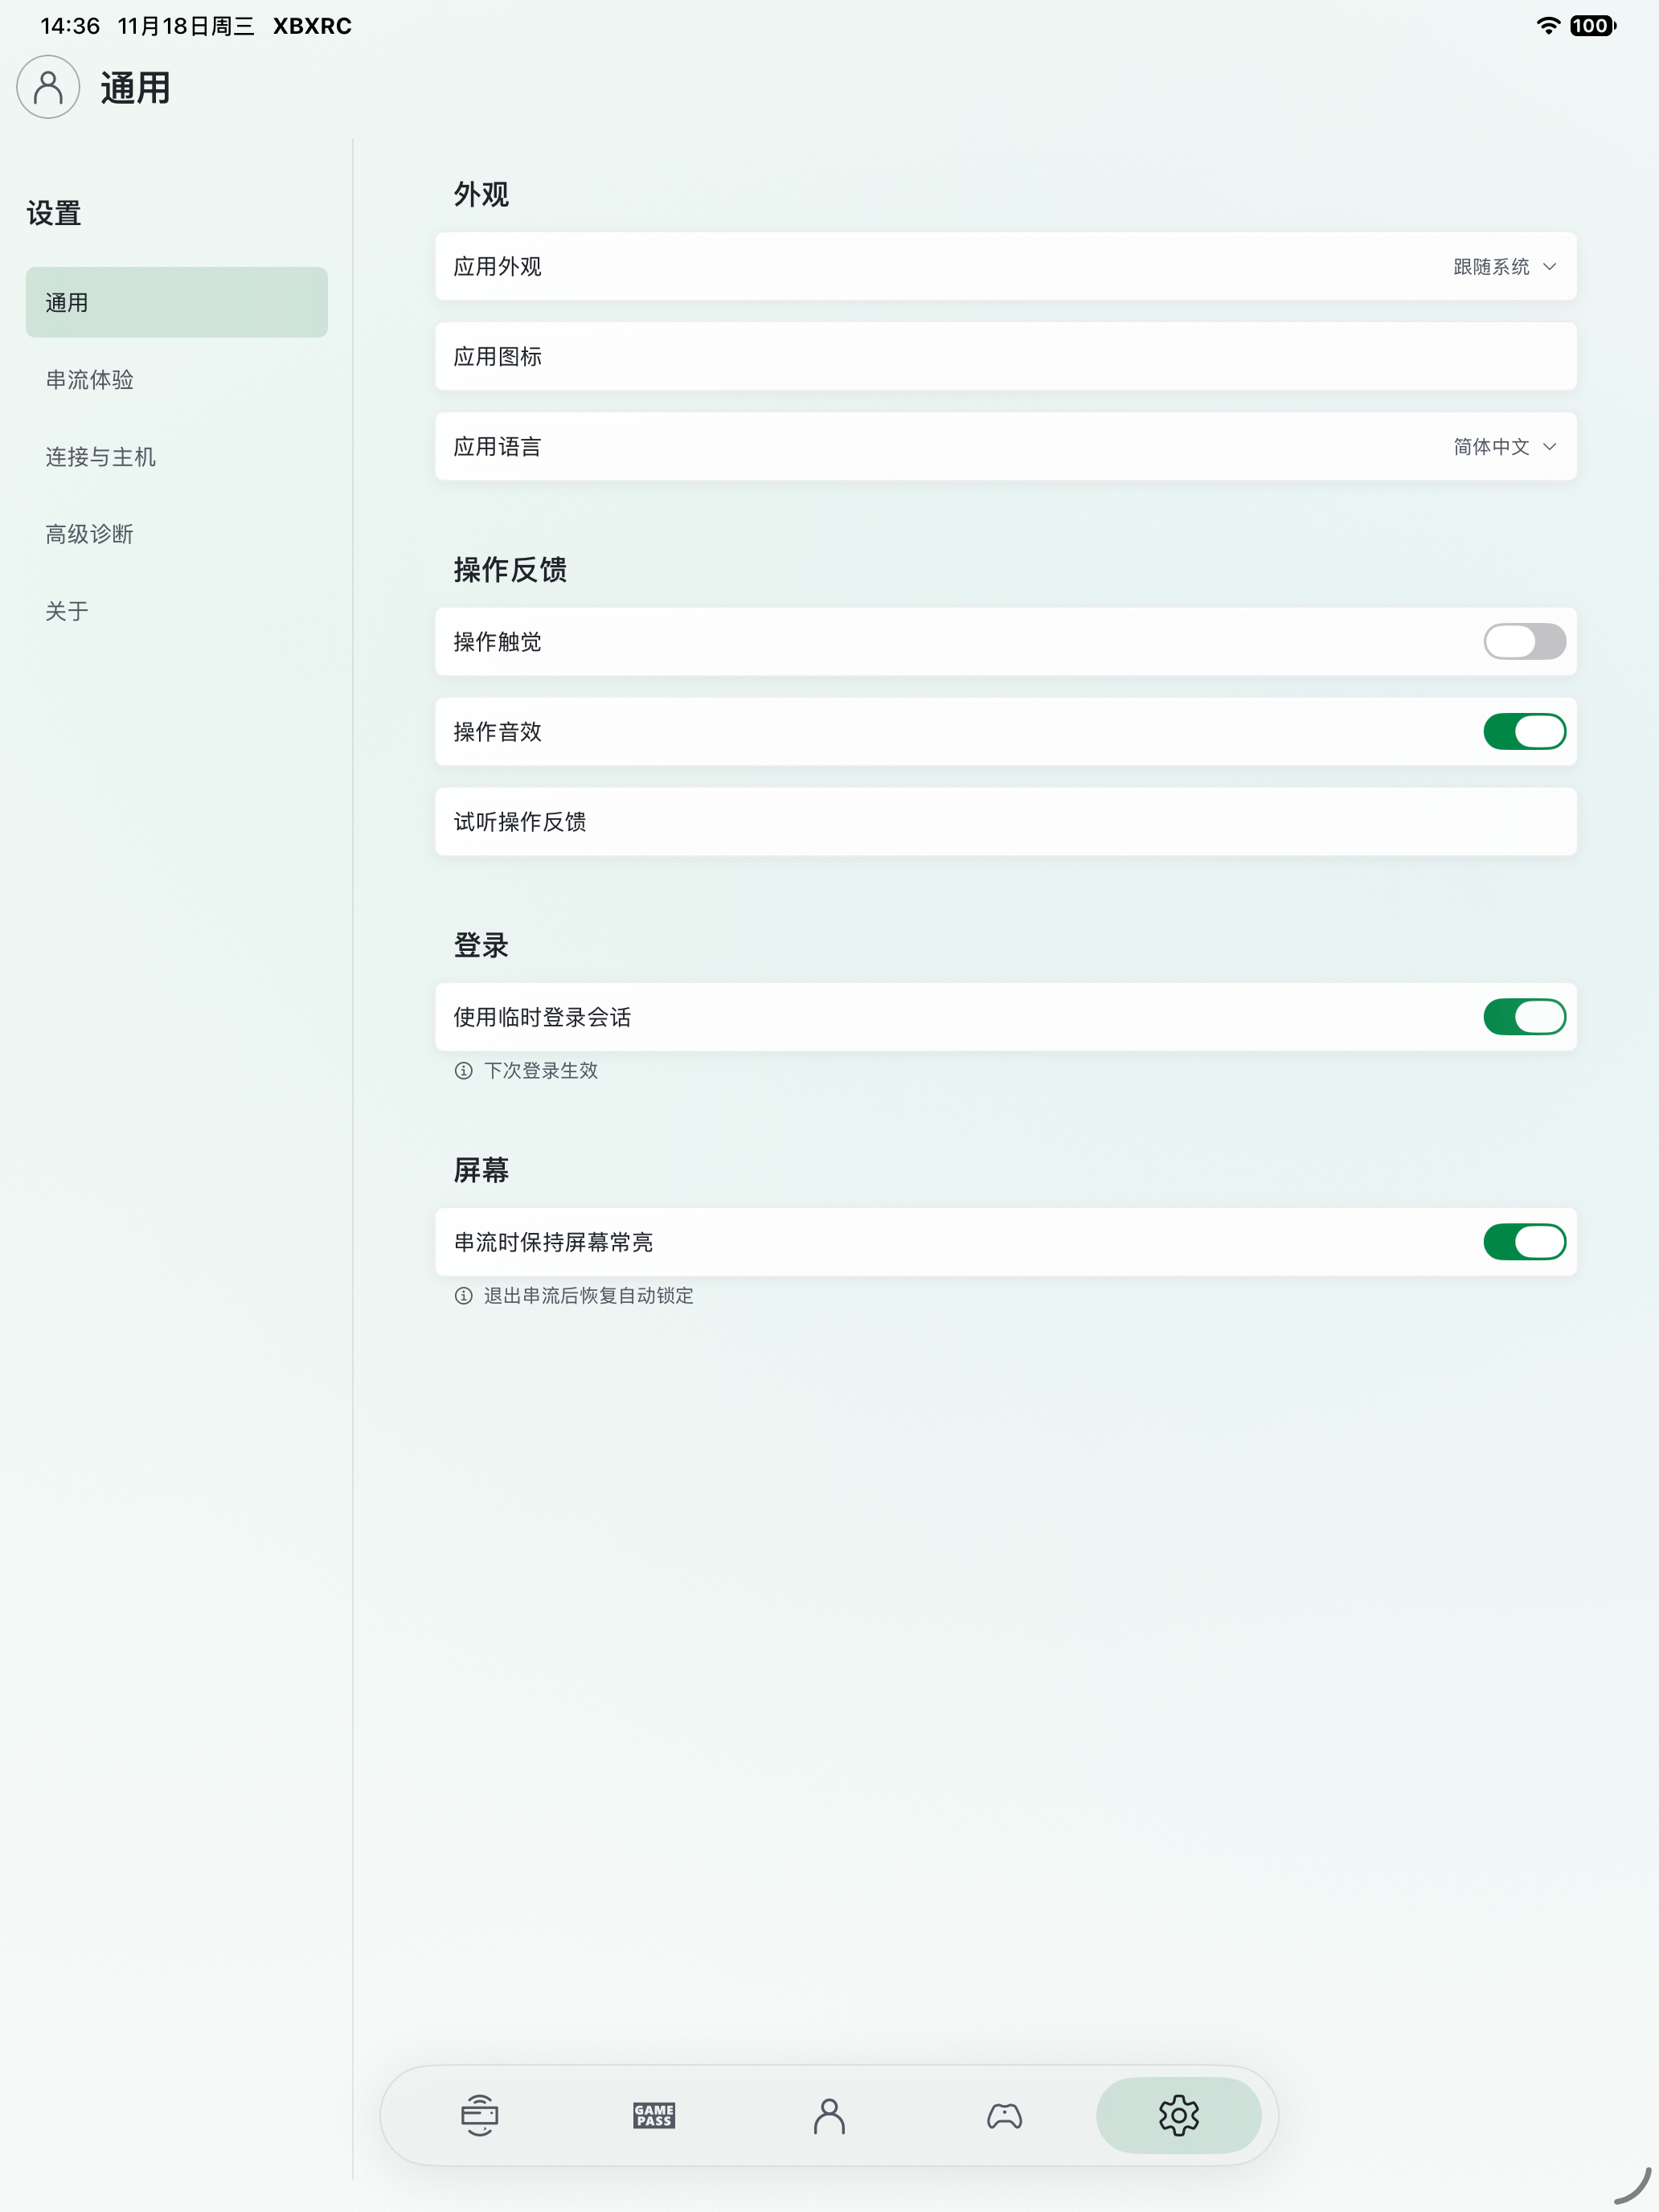 14:36 11月18日周三 XBXRC 100
通用
设置
通用
串流体验
连接与主机
高级诊断
关于
外观
应用外观 跟随系统
应用图标
应用语言 简体中文
操作反馈
操作触觉
操作音效
试听操作反馈
登录
使用临时登录会话
下次登录生效
屏幕
串流时保持屏幕常亮
退出串流后恢复自动锁定
GAME
PASS